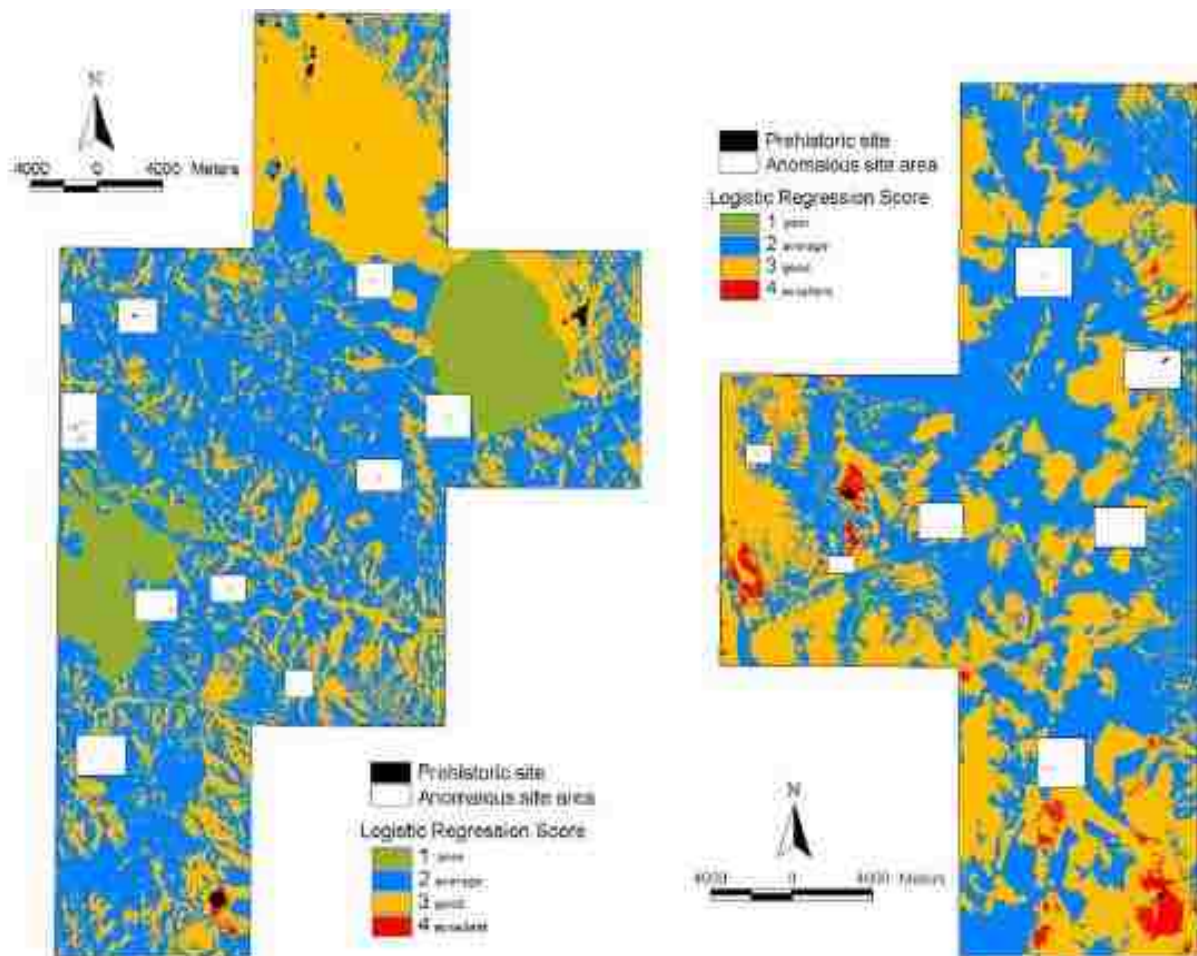 N
4000 0 4000 Meters
Prehistoric site
Anomalous site area
Logistic Regression Score
1 poor
2 average
3 good
4 excellent
Prehistoric site
Anomalous site area
Logistic Regression Score
1 poor
2 average
3 good
4 excellent
N
4000 0 4000 Meters